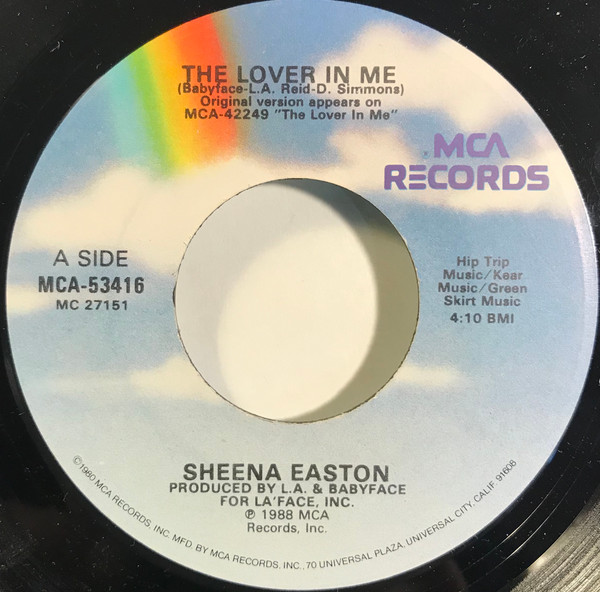 THE LOVER IN ME
(Babyface-L.A. Reid-D. Simmons)
Original version appears on
MCA-42249 "The Lover In Me"
® MCA
RECORDS
A SIDE
MCA-53416
MC 27151
Hip Trip
Music/Kear
Music/Green
Skirt Music
4:10 BMI
SHEENA EASTON
PRODUCED BY L.A. & BABYFACE
FOR LA'FACE, INC.
℗ 1988 MCA
Records, Inc.
©1980 MCA RECORDS, INC. MFD. BY MCA RECORDS, INC., 70 UNIVERSAL PLAZA, UNIVERSAL CITY, CALIF. 91608